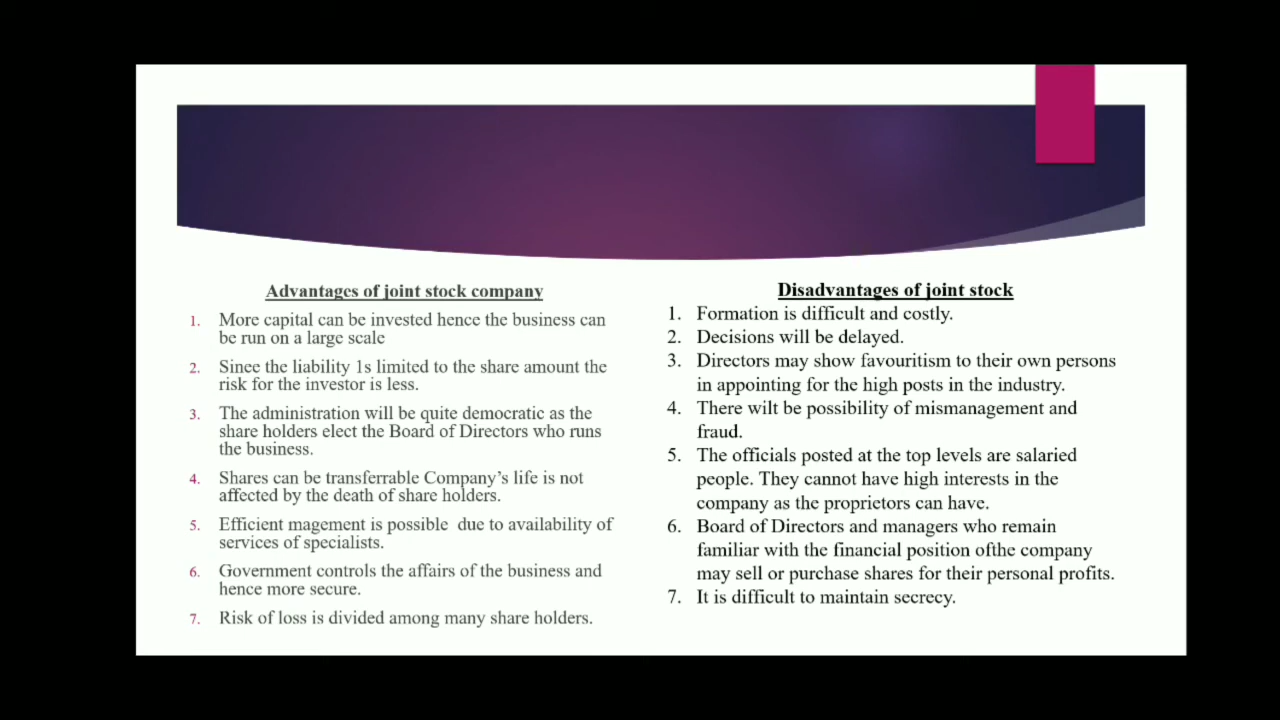 Advantages of joint stock company
1. More capital can be invested hence the business can
be run on a large scale
2. Sinee the liability 1s limited to the share amount the
risk for the investor is less.
3. The administration will be quite democratic as the
share holders elect the Board of Directors who runs
the business.
4. Shares can be transferrable Company's life is not
affected by the death of share holders.
5. Efficient magement is possible due to availability of
services of specialists.
6. Government controls the affairs of the business and
hence more secure.
7. Risk of loss is divided among many share holders.
Disadvantages of joint stock
1. Formation is difficult and costly.
2. Decisions will be delayed.
3. Directors may show favouritism to their own persons
in appointing for the high posts in the industry.
4. There wilt be possibility of mismanagement and
fraud.
5. The officials posted at the top levels are salaried
people. They cannot have high interests in the
company as the proprietors can have.
6. Board of Directors and managers who remain
familiar with the financial position ofthe company
may sell or purchase shares for their personal profits.
7. It is difficult to maintain secrecy.